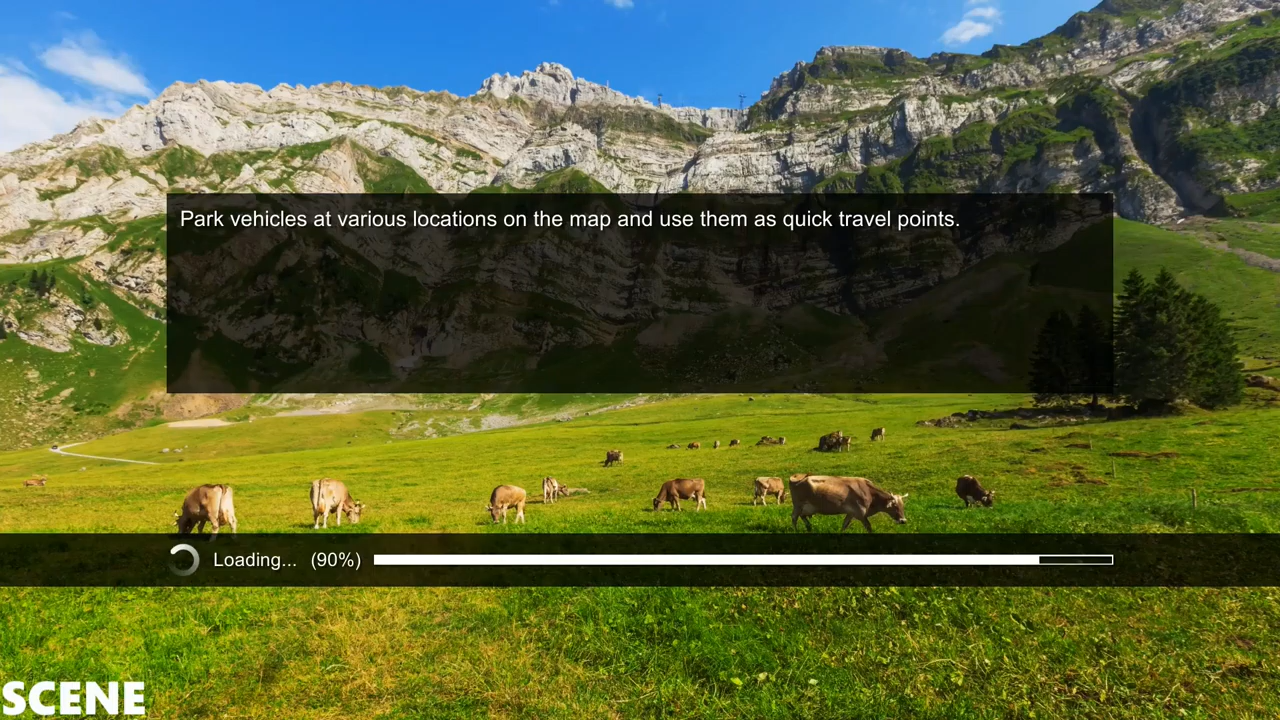 Park vehicles at various locations on the map and use them as quick travel points.
Loading... (90%)
SCENE